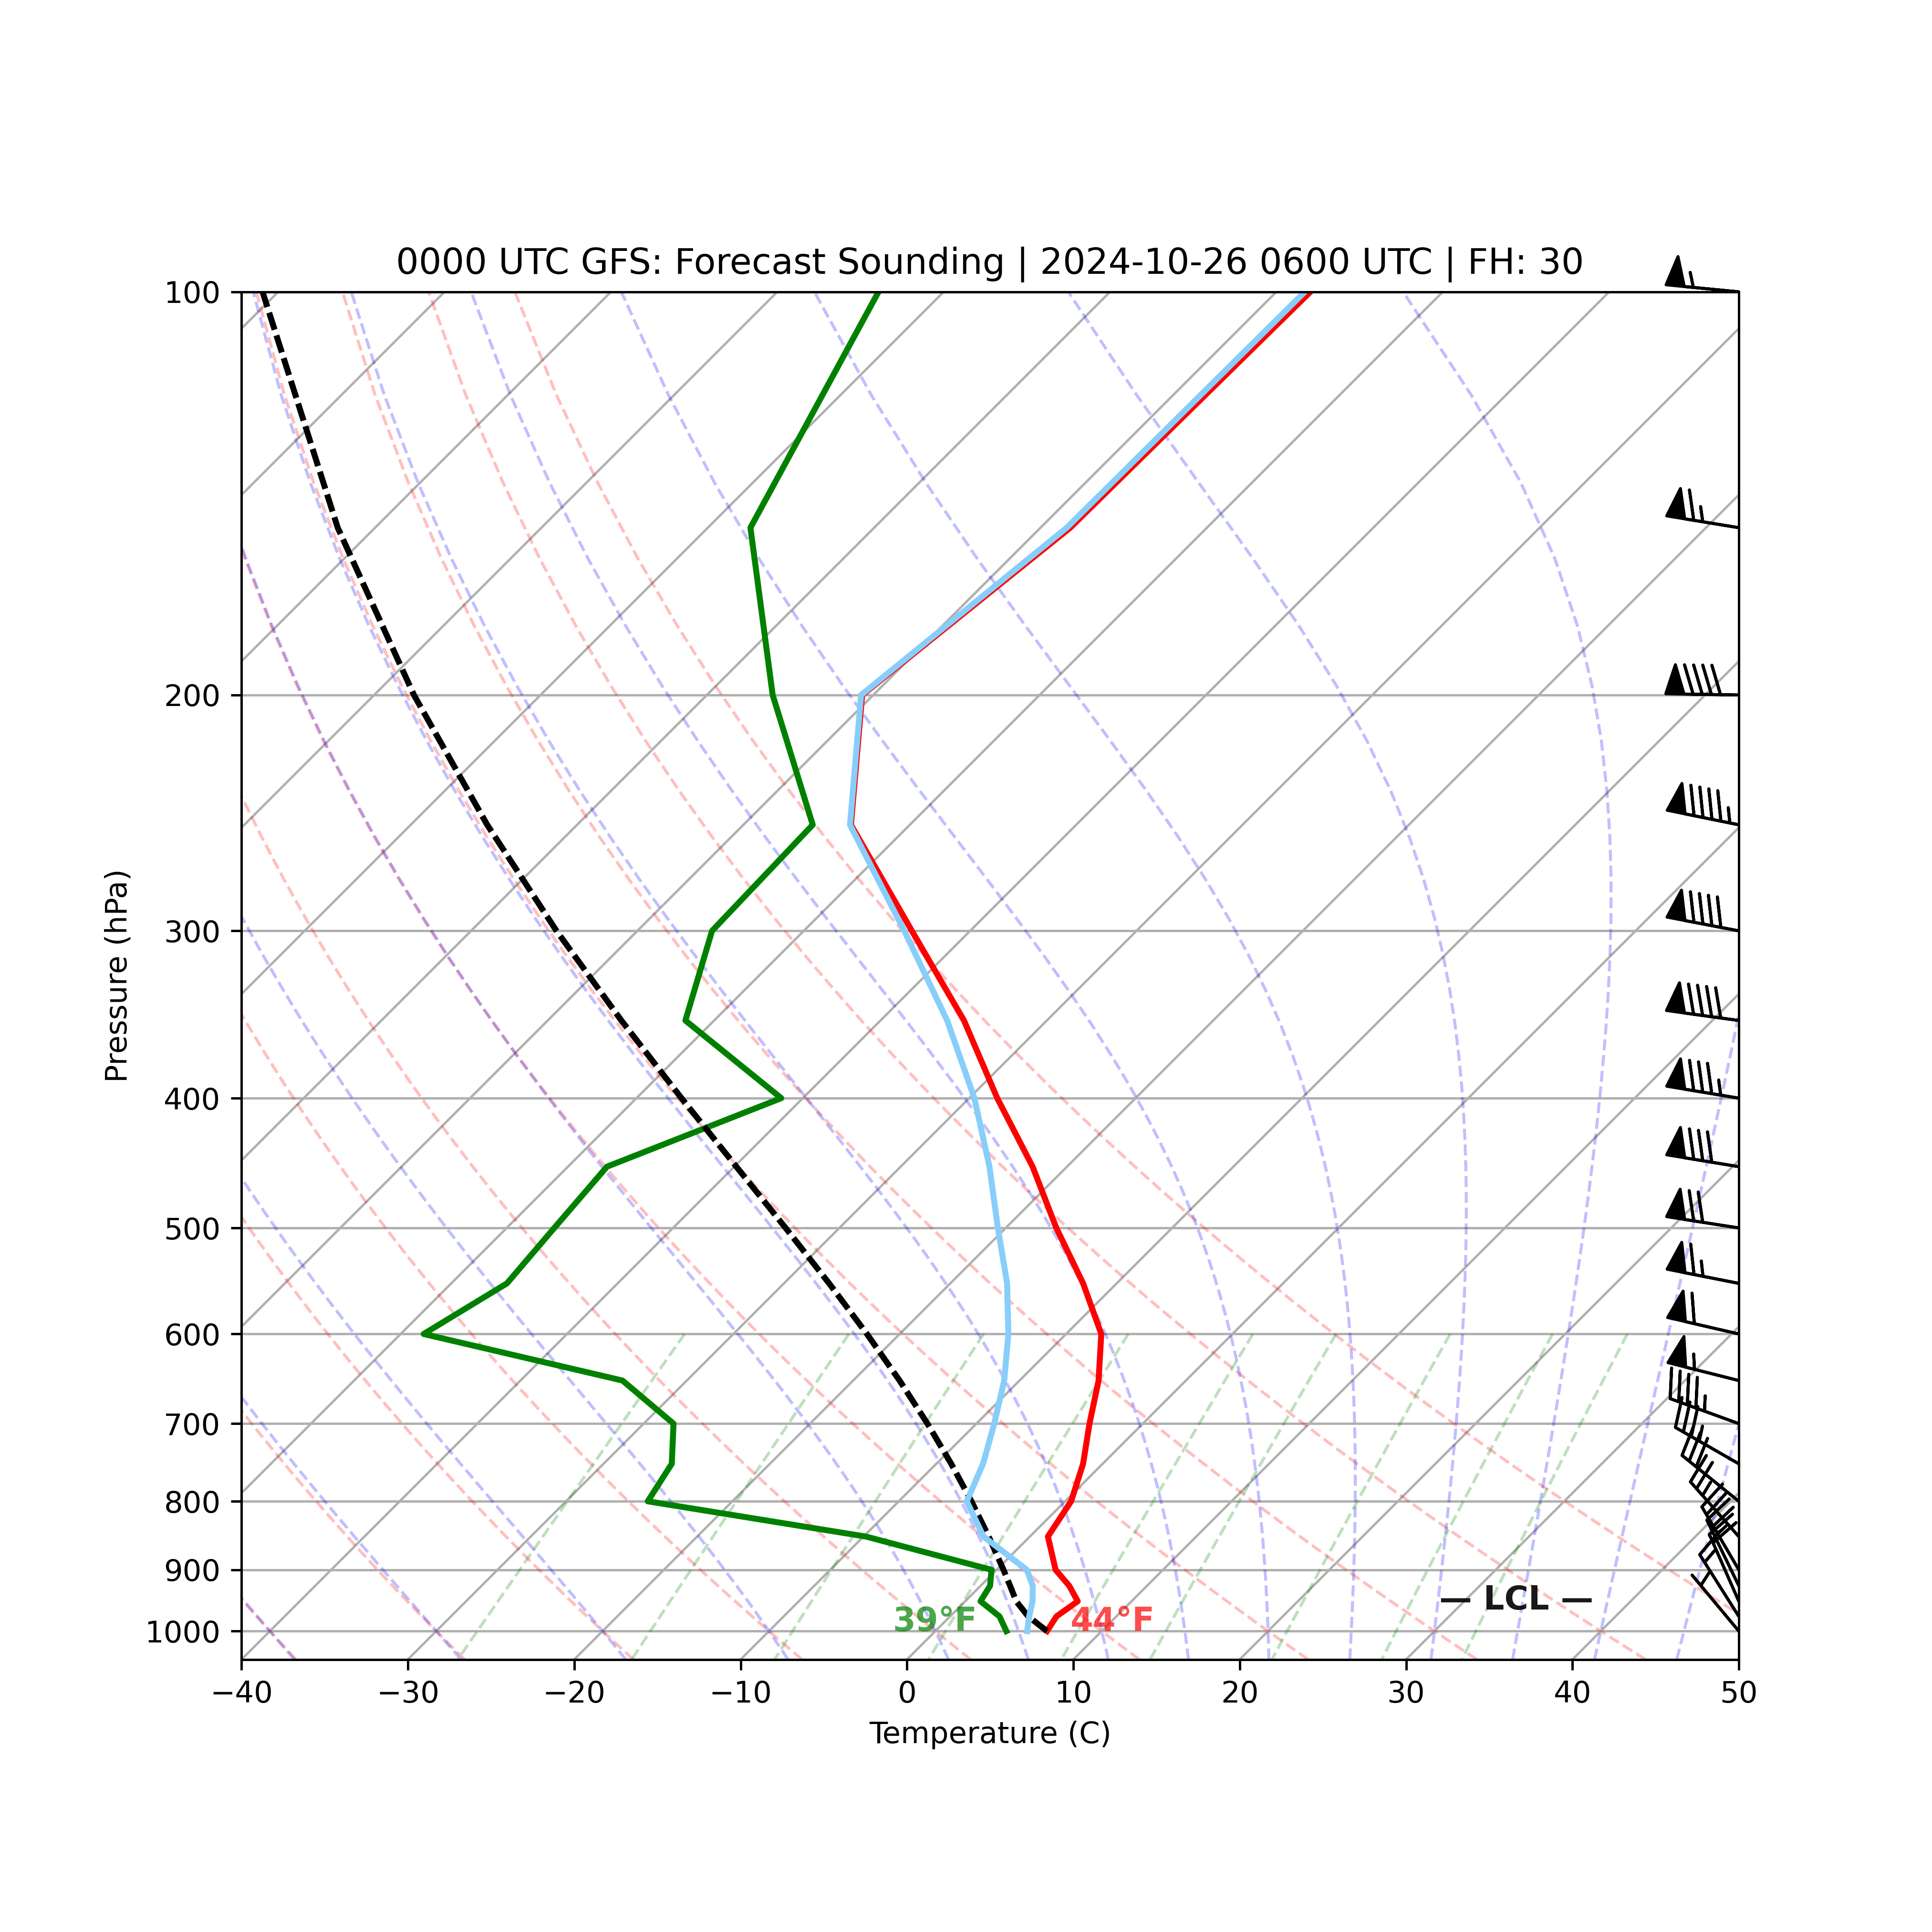 0000 UTC GFS: Forecast Sounding | 2024-10-26 0600 UTC | FH: 30
100
200
300
400
500
600
700
800
900
1000
Pressure (hPa)
39°F
44°F
— LCL —
−40 −30 −20 −10 0 10 20 30 40 50
Temperature (C)